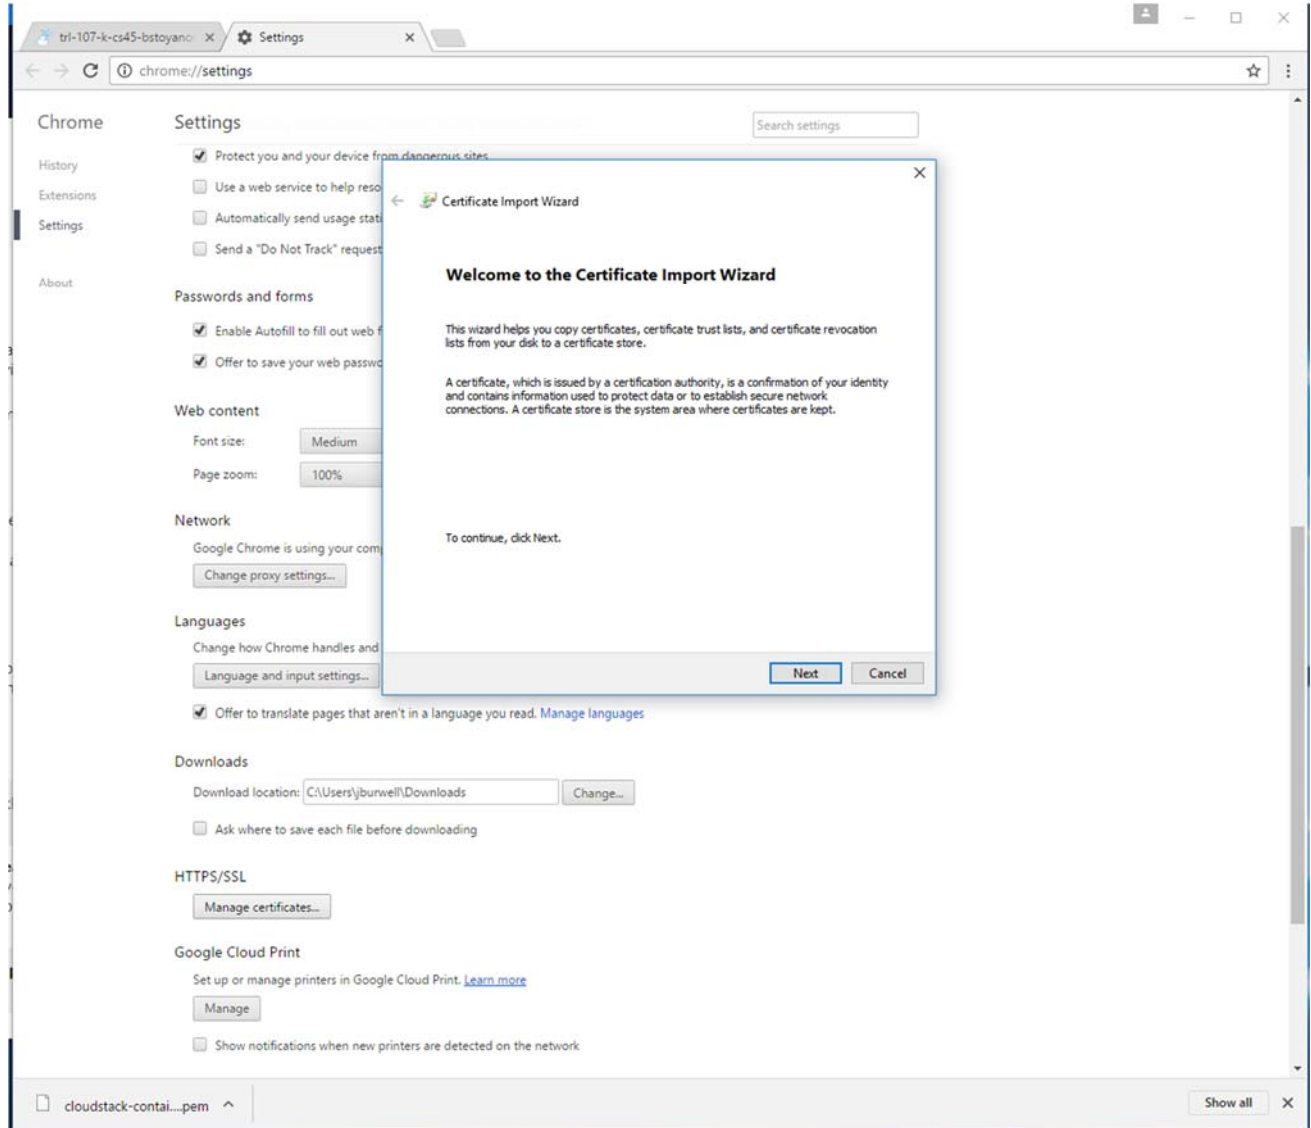 trl-107-k-cs45-bstoyano
Settings
chrome://settings
Chrome
Settings
Search settings
History
Extensions
Settings
About
Protect you and your device from dangerous sites
Use a web service to help reso
Automatically send usage stati
Send a "Do Not Track" request
Passwords and forms
Enable Autofill to fill out web f
Offer to save your web passwo
Web content
Font size:
Medium
Page zoom:
100%
Network
Google Chrome is using your comp
Change proxy settings...
Languages
Change how Chrome handles and
Language and input settings...
Certificate Import Wizard
Welcome to the Certificate Import Wizard
This wizard helps you copy certificates, certificate trust lists, and certificate revocation
lists from your disk to a certificate store.
A certificate, which is issued by a certification authority, is a confirmation of your identity
and contains information used to protect data or to establish secure network
connections. A certificate store is the system area where certificates are kept.
To continue, click Next.
Next
Cancel
Offer to translate pages that aren't in a language you read. Manage languages
Downloads
Download location: C:\Users\jburwell\Downloads
Change...
Ask where to save each file before downloading
HTTPS/SSL
Manage certificates...
Google Cloud Print
Set up or manage printers in Google Cloud Print. Learn more
Manage
Show notifications when new printers are detected on the network
cloudstack-contai....pem
Show all